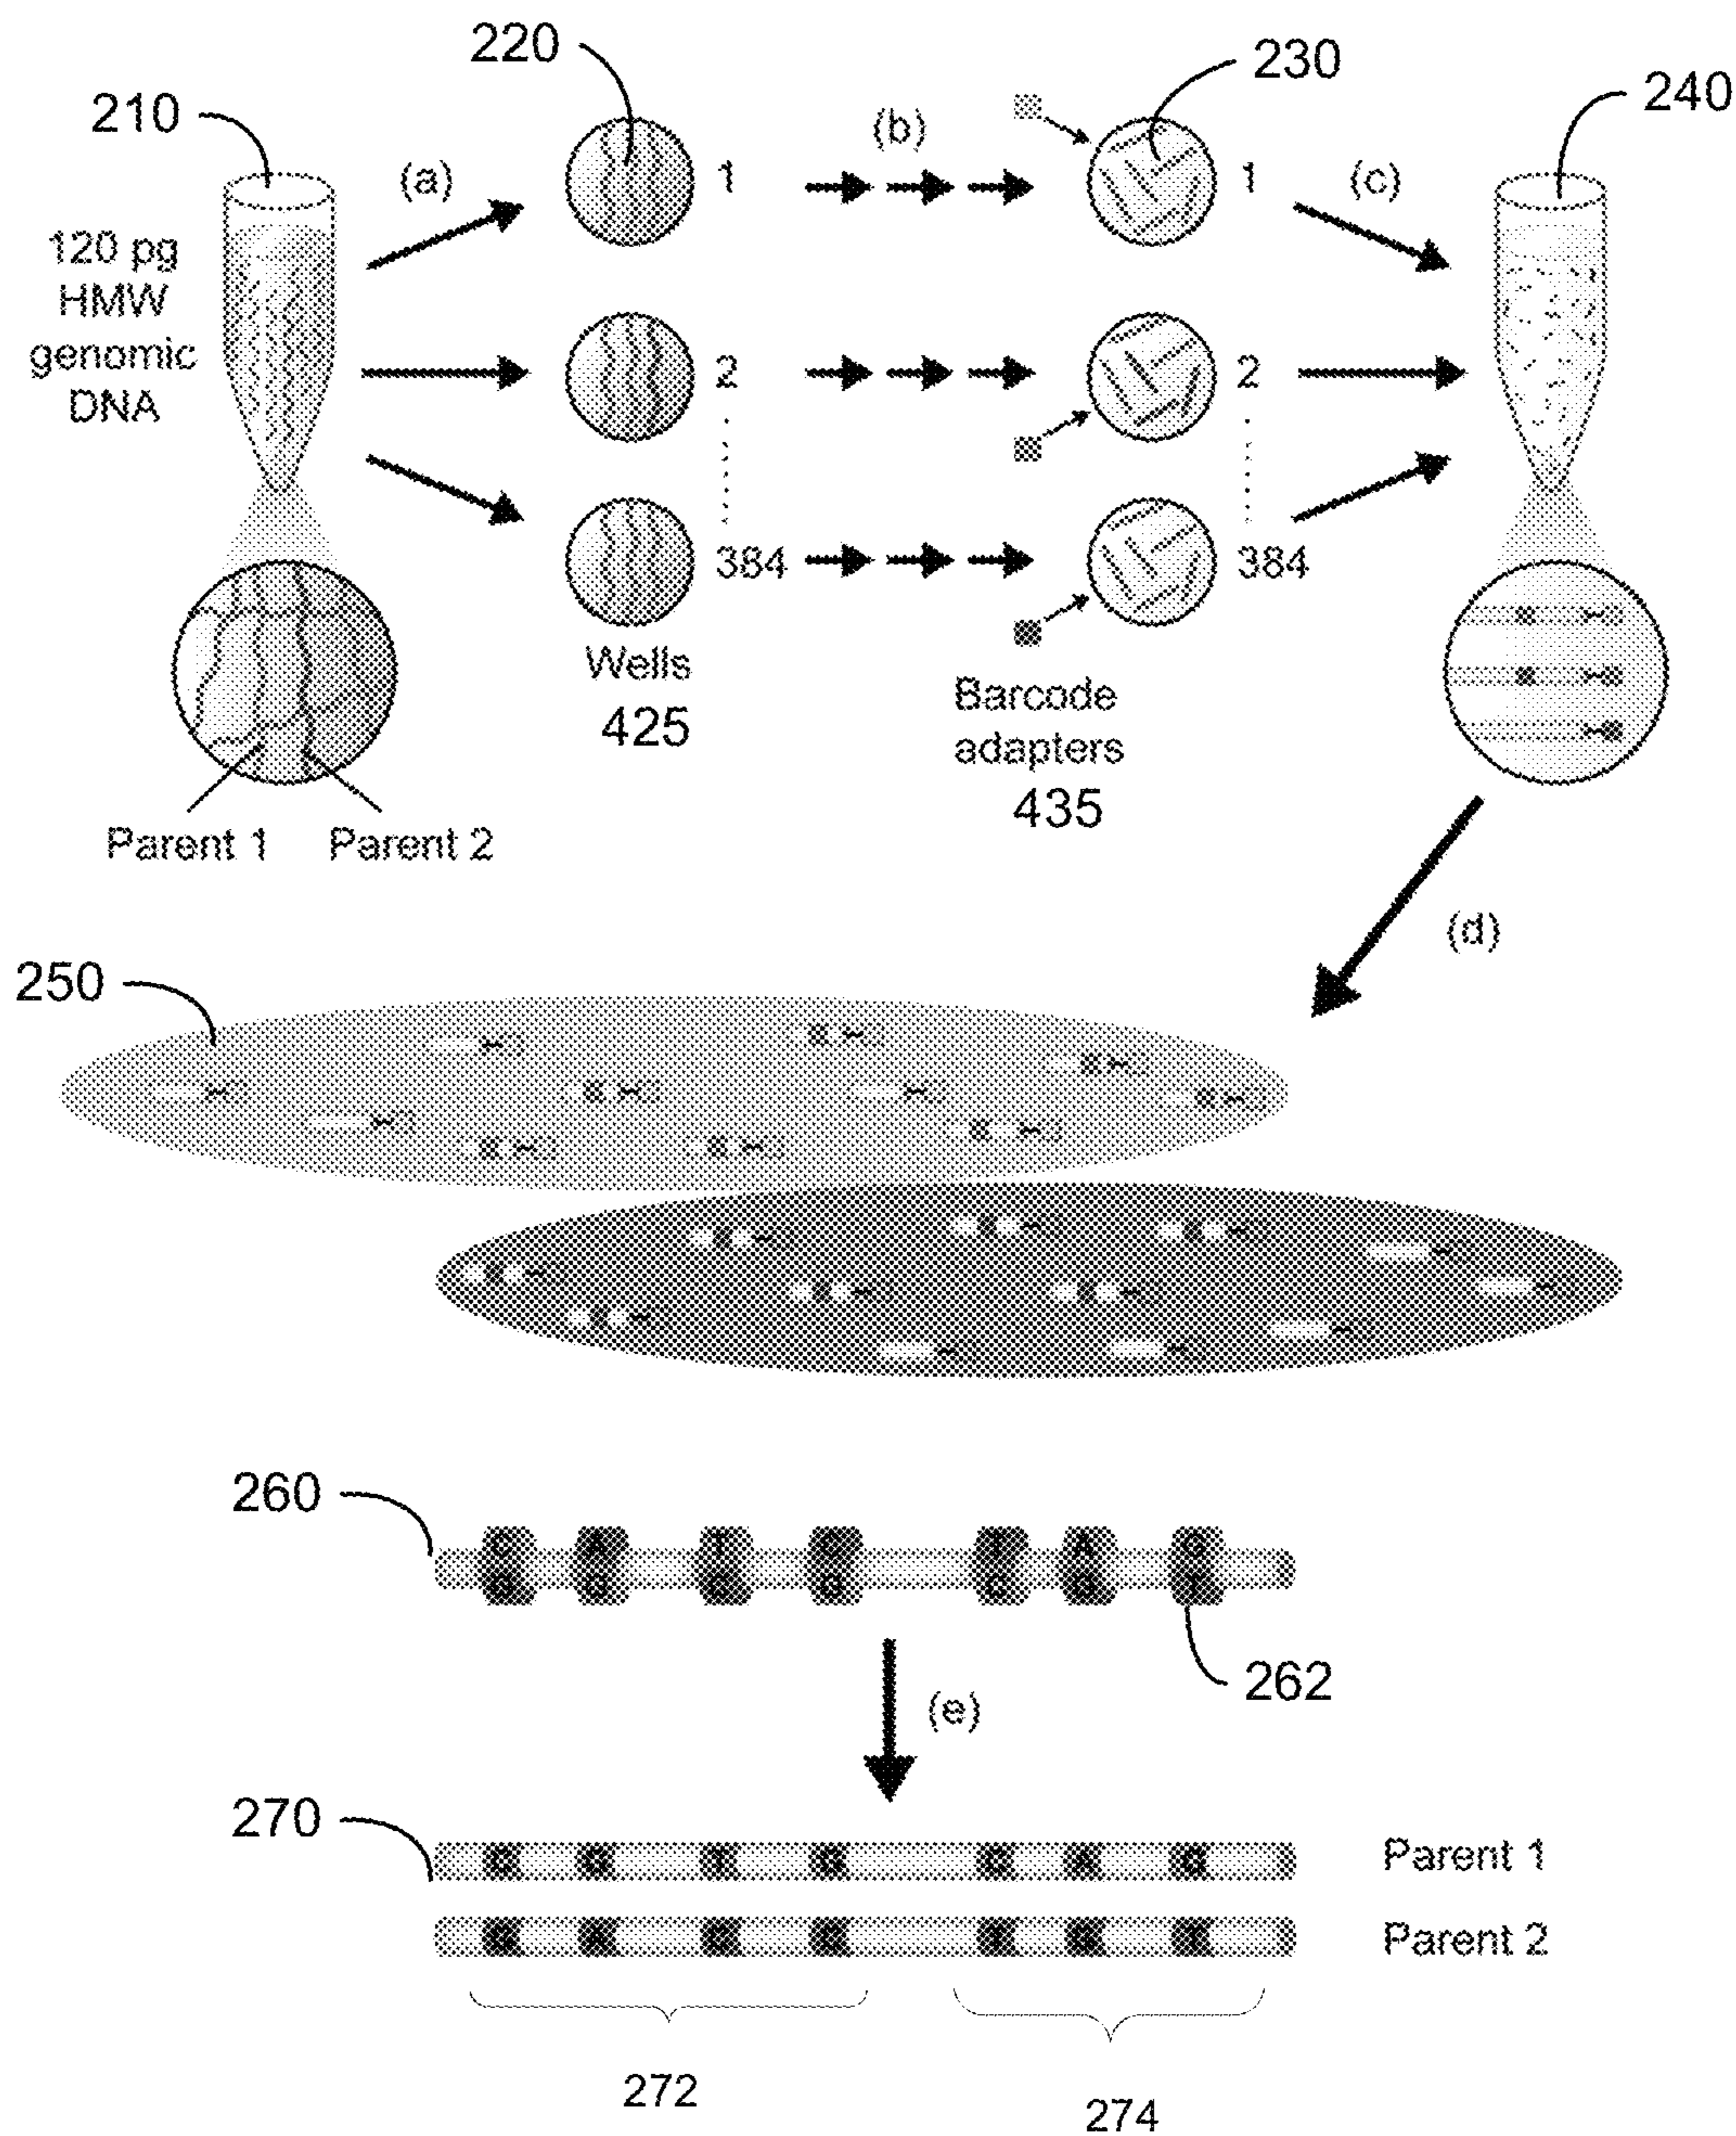 220
230
240
210
(a)
(b)
(c)
1
1
120 pg
HMW
genomic
DNA
2
2
384
384
Wells
425
Barcode
adapters
435
Parent 1
Parent 2
(d)
250
260
262
(e)
270
Parent 1
Parent 2
272
274